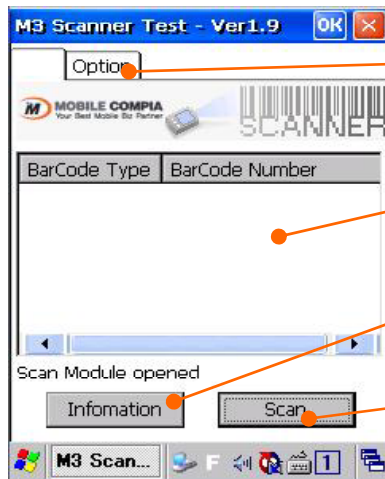 M3 Scanner Test - Ver1.9 OK
Option
M MOBILE COMPIA
Your Best Mobile Biz Partner
SCANNER
BarCode Type BarCode Number
Scan Module opened
Infomation Scan
M3 Scan... F 1